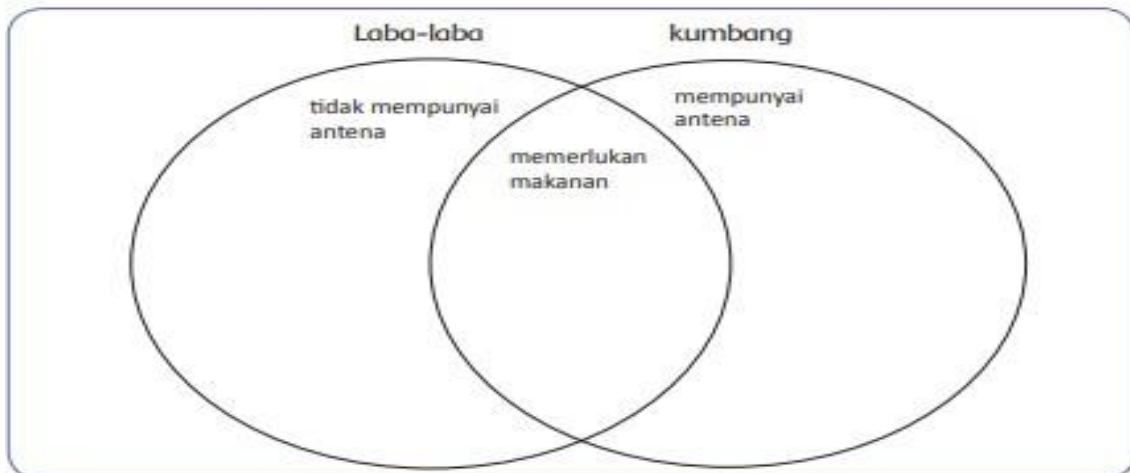 Laba-laba
kumbang
tidak mempunyai
antena
memerlukan
makanan
mempunyai
antena